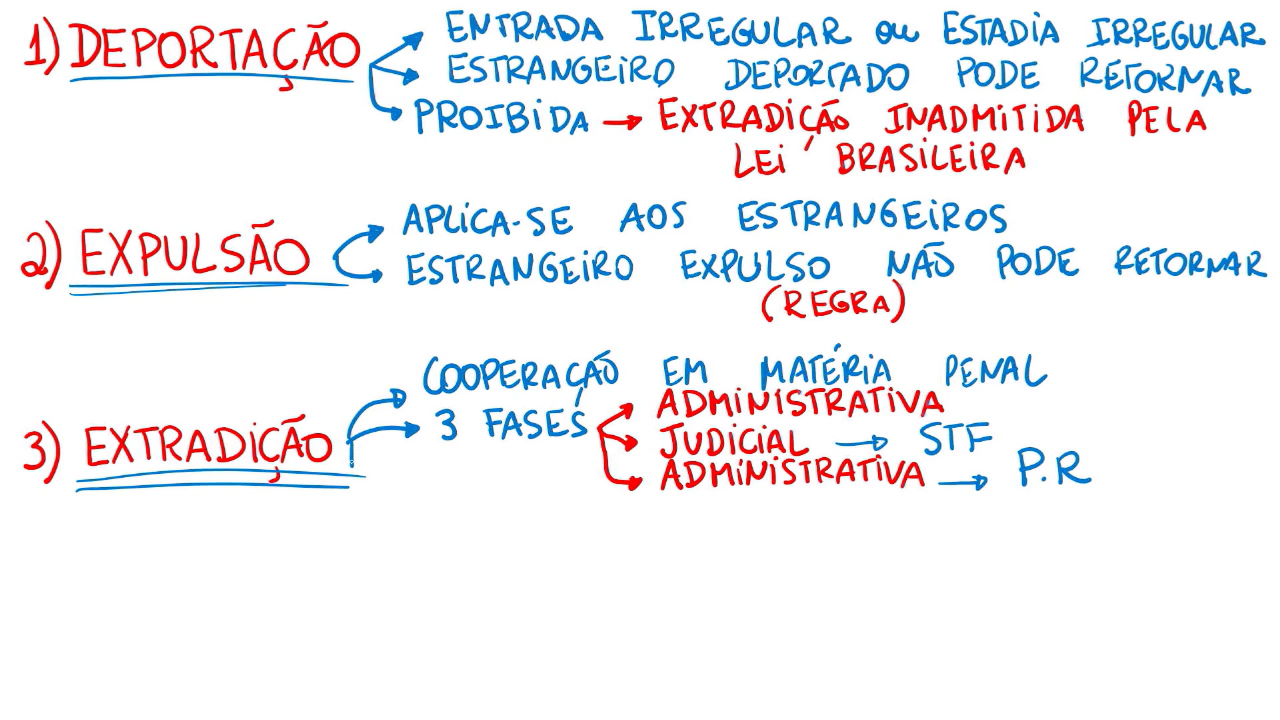 1) DEPORTAÇÃO
ENTRADA IRREGULAR ou ESTADIA IRREGULAR
ESTRANGEIRO DEPORTADO PODE RETORNAR
PROIBIDA → EXTRADIÇÃO INADMITIDA PELA
LEI BRASILEIRA
2) EXPULSÃO
APLICA-SE AOS ESTRANGEIROS
ESTRANGEIRO EXPULSO NÃO PODE RETORNAR
(REGRA)
3) EXTRADIÇÃO
COOPERAÇÃO EM MATÉRIA PENAL
3 FASES
ADMINISTRATIVA
JUDICIAL → STF
ADMINISTRATIVA → P.R